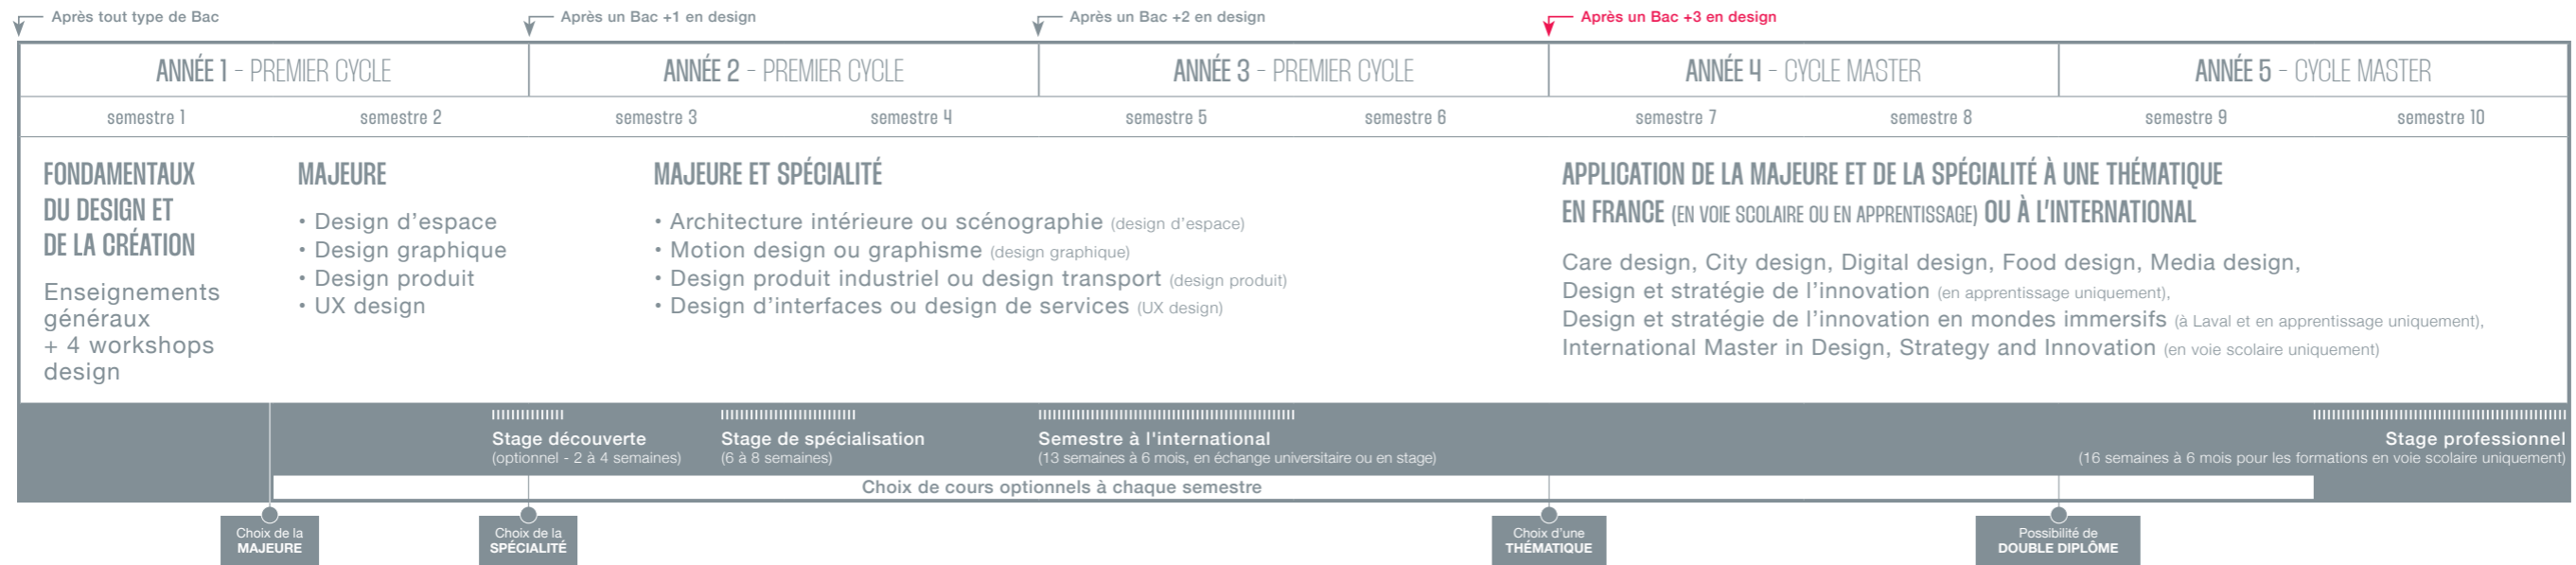 Après tout type de Bac
Après un Bac +1 en design
Après un Bac +2 en design
Après un Bac +3 en design
ANNÉE 1 - PREMIER CYCLE
ANNÉE 2 - PREMIER CYCLE
ANNÉE 3 - PREMIER CYCLE
ANNÉE 4 - CYCLE MASTER
ANNÉE 5 - CYCLE MASTER
semestre 1
semestre 2
semestre 3
semestre 4
semestre 5
semestre 6
semestre 7
semestre 8
semestre 9
semestre 10
FONDAMENTAUX
DU DESIGN ET
DE LA CRÉATION
Enseignements
généraux
+ 4 workshops
design
MAJEURE
• Design d'espace
• Design graphique
• Design produit
• UX design
MAJEURE ET SPÉCIALITÉ
• Architecture intérieure ou scénographie (design d'espace)
• Motion design ou graphisme (design graphique)
• Design produit industriel ou design transport (design produit)
• Design d'interfaces ou design de services (UX design)
APPLICATION DE LA MAJEURE ET DE LA SPÉCIALITÉ À UNE THÉMATIQUE
EN FRANCE (EN VOIE SCOLAIRE OU EN APPRENTISSAGE) OU À L'INTERNATIONAL
Care design, City design, Digital design, Food design, Media design,
Design et stratégie de l'innovation (en apprentissage uniquement),
Design et stratégie de l'innovation en mondes immersifs (à Laval et en apprentissage uniquement),
International Master in Design, Strategy and Innovation (en voie scolaire uniquement)
Stage découverte
(optionnel - 2 à 4 semaines)
Stage de spécialisation
(6 à 8 semaines)
Semestre à l'international
(13 semaines à 6 mois, en échange universitaire ou en stage)
Stage professionnel
(16 semaines à 6 mois pour les formations en voie scolaire uniquement)
Choix de cours optionnels à chaque semestre
Choix de la
MAJEURE
Choix de la
SPÉCIALITÉ
Choix d'une
THÉMATIQUE
Possibilité de
DOUBLE DIPLÔME